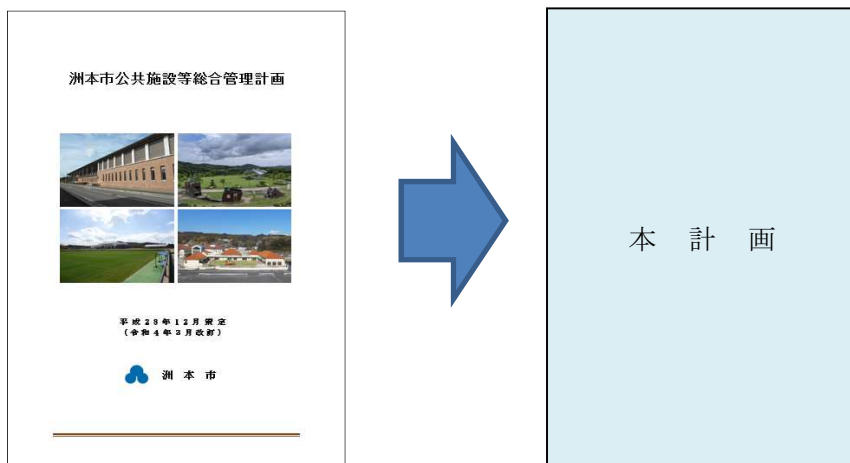 洲本市公共施設等総合管理計画
平成28年12月策定
(令和4年3月改訂)
洲 本 市
本 計 画